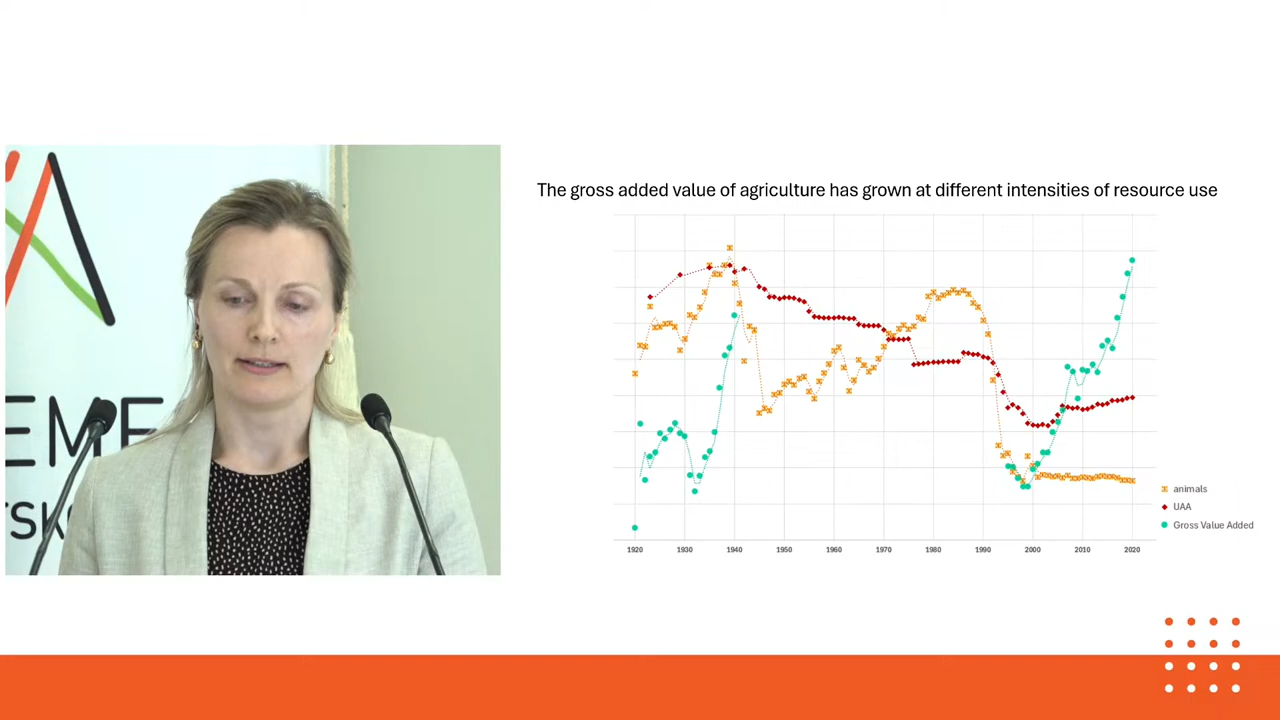 The gross added value of agriculture has grown at different intensities of resource use
EME
TSK
animals
UAA
Gross Value Added
1920 1930 1940 1950 1960 1970 1980 1990 2000 2010 2020